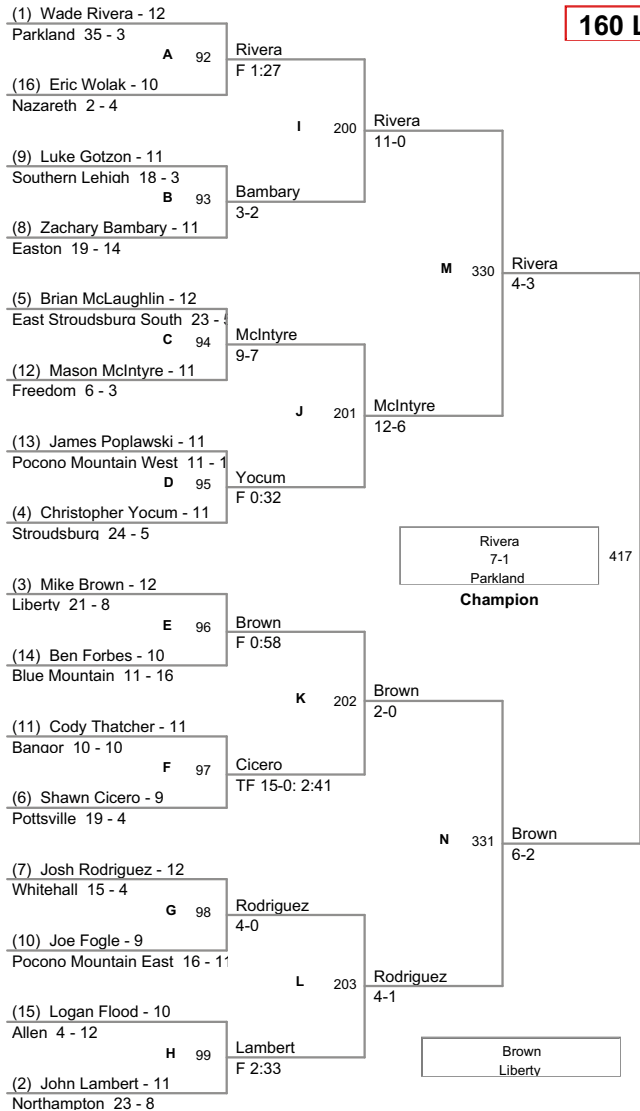 160 L
(1) Wade Rivera - 12
Parkland 35 - 3
A 92
Rivera
F 1:27
(16) Eric Wolak - 10
Nazareth 2 - 4
I 200
Rivera
11-0
(9) Luke Gotzon - 11
Southern Lehigh 18 - 3
B 93
Bambary
3-2
(8) Zachary Bambary - 11
Easton 19 - 14
M 330
Rivera
4-3
(5) Brian McLaughlin - 12
East Stroudsburg South 23 - 5
C 94
McIntyre
9-7
(12) Mason McIntyre - 11
Freedom 6 - 3
J 201
McIntyre
12-6
(13) James Poplawski - 11
Pocono Mountain West 11 - 1
D 95
Yocum
F 0:32
(4) Christopher Yocum - 11
Stroudsburg 24 - 5
Rivera
7-1
Parkland
417
Champion
(3) Mike Brown - 12
Liberty 21 - 8
E 96
Brown
F 0:58
(14) Ben Forbes - 10
Blue Mountain 11 - 16
K 202
Brown
2-0
(11) Cody Thatcher - 11
Bangor 10 - 10
F 97
Cicero
TF 15-0: 2:41
(6) Shawn Cicero - 9
Pottsville 19 - 4
N 331
Brown
6-2
(7) Josh Rodriguez - 12
Whitehall 15 - 4
G 98
Rodriguez
4-0
(10) Joe Fogle - 9
Pocono Mountain East 16 - 11
L 203
Rodriguez
4-1
(15) Logan Flood - 10
Allen 4 - 12
H 99
Lambert
F 2:33
(2) John Lambert - 11
Northampton 23 - 8
Brown
Liberty